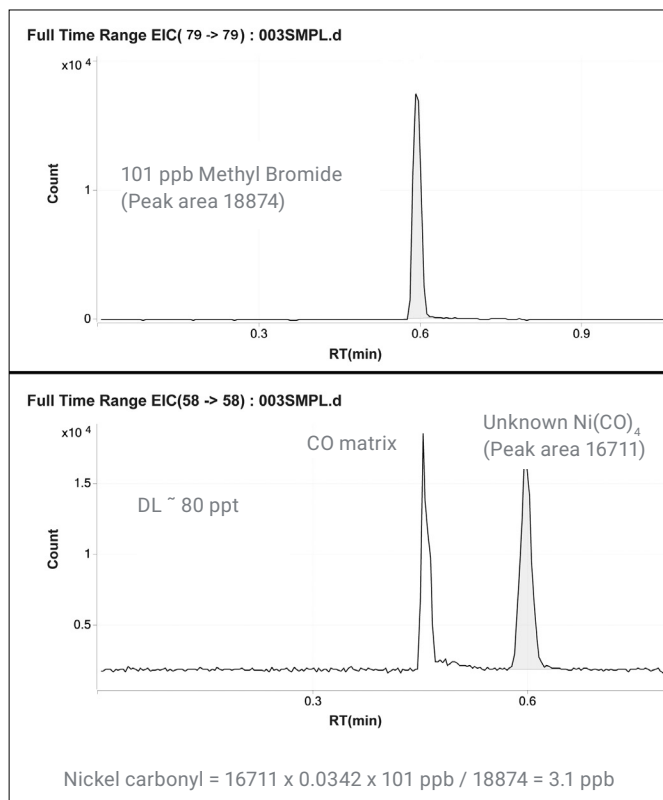 Full Time Range EIC( 79 -> 79) : 003SMPL.d
x10 4
Count
1
0
101 ppb Methyl Bromide
(Peak area 18874)
0.3
0.6
0.9
RT(min)
Full Time Range EIC(58 -> 58) : 003SMPL.d
x10 4
Count
1.5
1
0.5
CO matrix
Unknown Ni(CO)4
(Peak area 16711)
DL ~ 80 ppt
0.3
0.6
RT(min)
Nickel carbonyl = 16711 x 0.0342 x 101 ppb / 18874 = 3.1 ppb